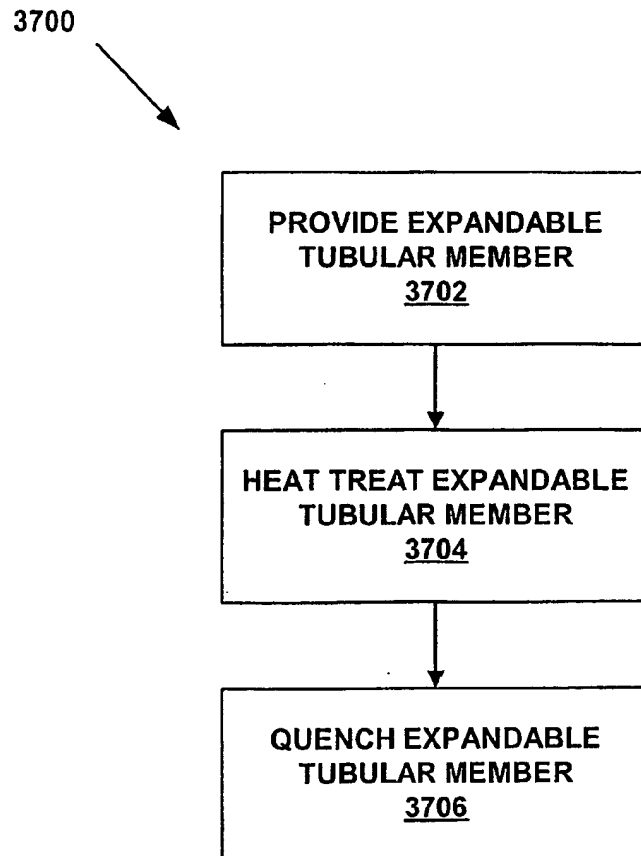 3700
PROVIDE EXPANDABLE
TUBULAR MEMBER
3702
HEAT TREAT EXPANDABLE
TUBULAR MEMBER
3704
QUENCH EXPANDABLE
TUBULAR MEMBER
3706